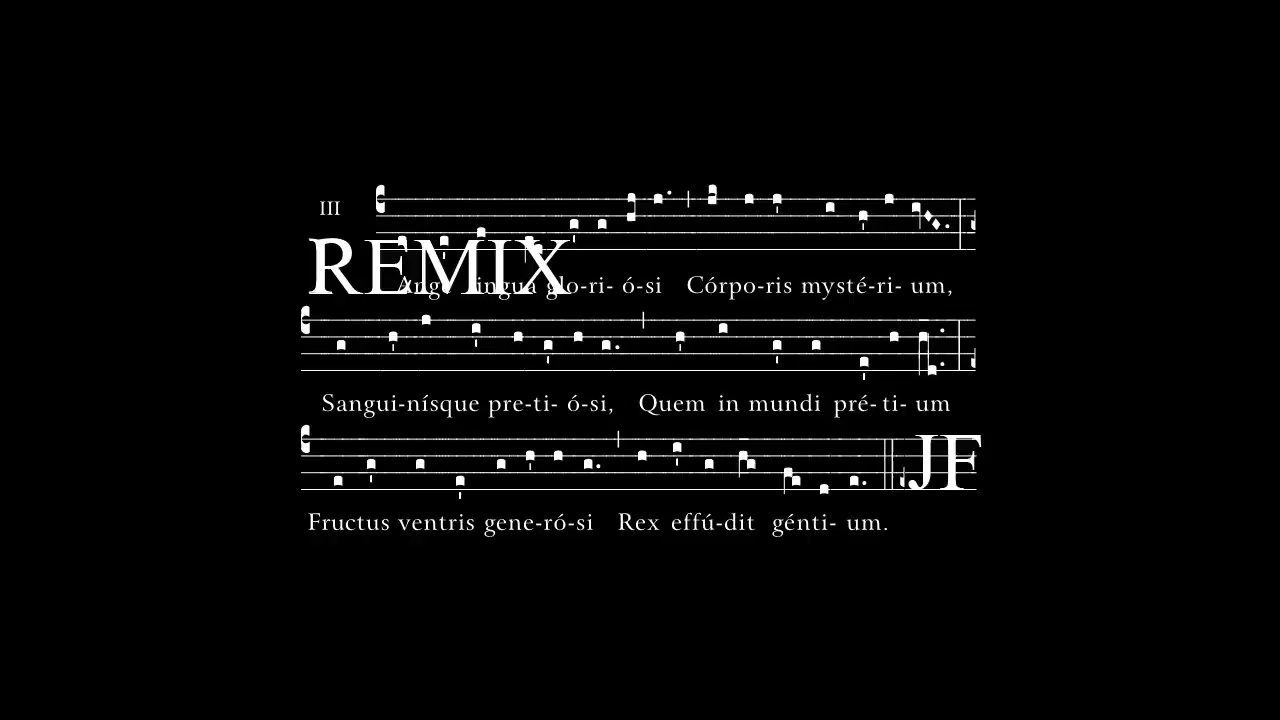 III
REMIX
glo-ri- ó-si Córpo-ris mysté-ri- um,
Sangui-nísque pre-ti- ó-si, Quem in mundi pré-ti- um
JF
Fructus ventris gene-ró-si Rex effú-dit génti- um.